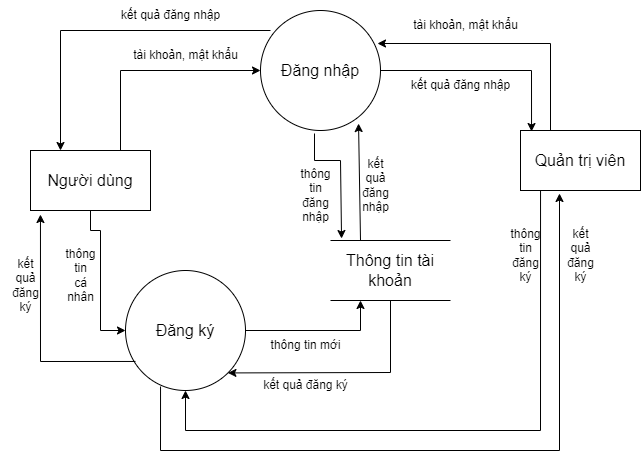 kết quả đăng nhập
tài khoản, mật khẩu
tài khoản, mật khẩu
Đăng nhập
kết quả đăng nhập
Người dùng
Quản trị viên
thông
tin
đăng
nhập
kết
quả
đăng
nhập
kết
quả
đăng
ký
thông
tin
cá
nhân
Thông tin tài
khoản
thông
tin
đăng
ký
kết
quả
đăng
ký
Đăng ký
thông tin mới
kết quả đăng ký